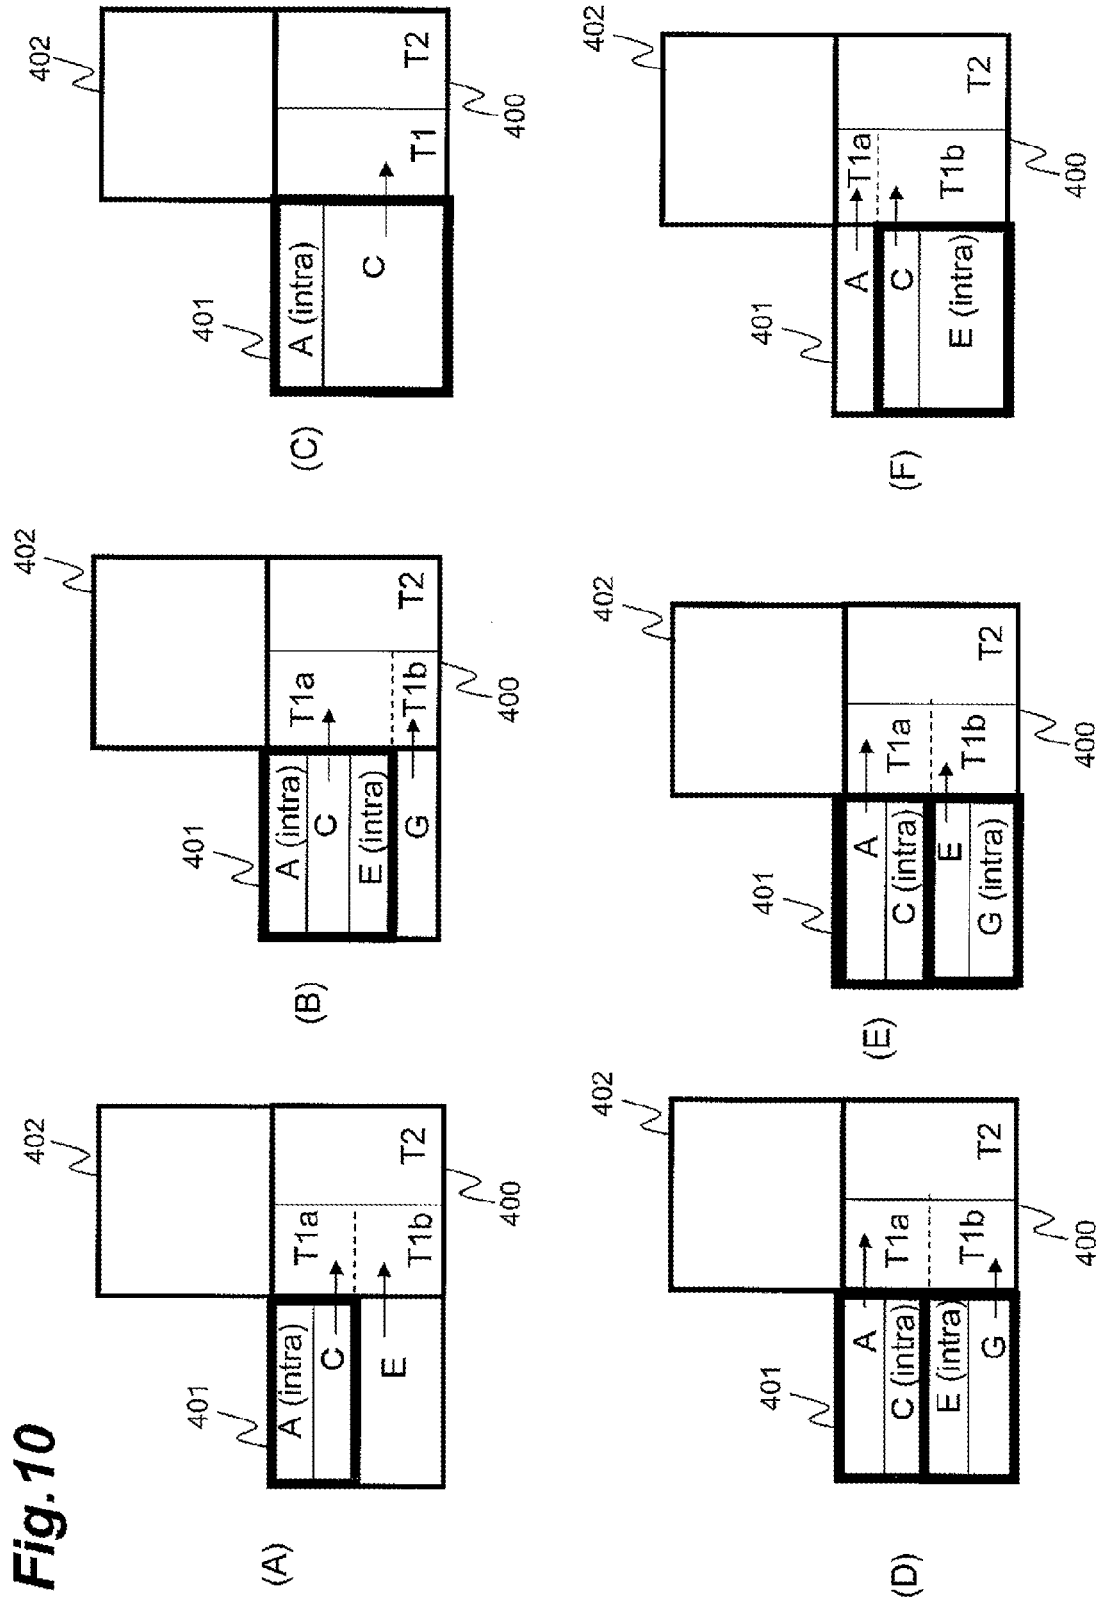 Fig.10
(A)
401
402
A (intra)
C
E
T1a
T1b
T2
400
(B)
401
402
A (intra)
C
E (intra)
G
T1a
T1b
T2
400
(C)
401
402
A (intra)
C
T1
T2
400
(D)
401
402
A
C (intra)
E (intra)
G
T1a
T1b
T2
400
(E)
401
402
A
C (intra)
E
G (intra)
T1a
T1b
T2
400
(F)
401
402
A
C
E (intra)
T1a
T1b
T2
400